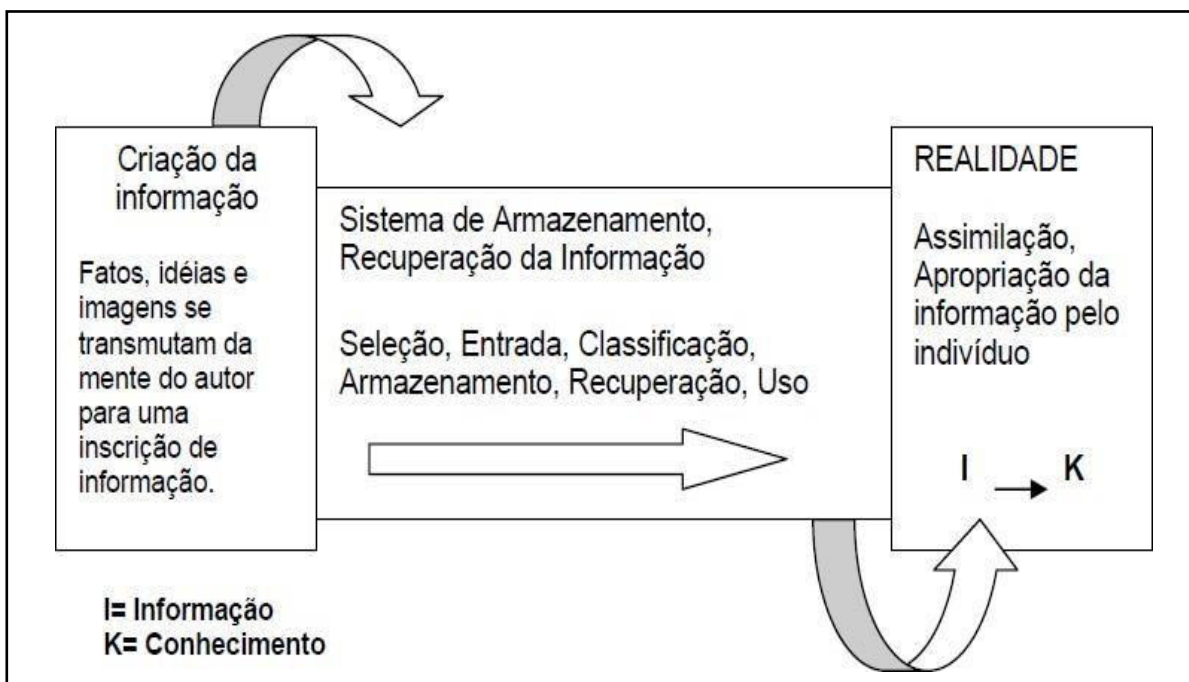 Criação da
informação
Fatos, idéias e
imagens se
transmutam da
mente do autor
para uma
inscrição de
informação.
Sistema de Armazenamento,
Recuperação da Informação
Seleção, Entrada, Classificação,
Armazenamento, Recuperação, Uso
REALIDADE
Assimilação,
Apropriação da
informação pelo
indivíduo
I K
I= Informação
K= Conhecimento